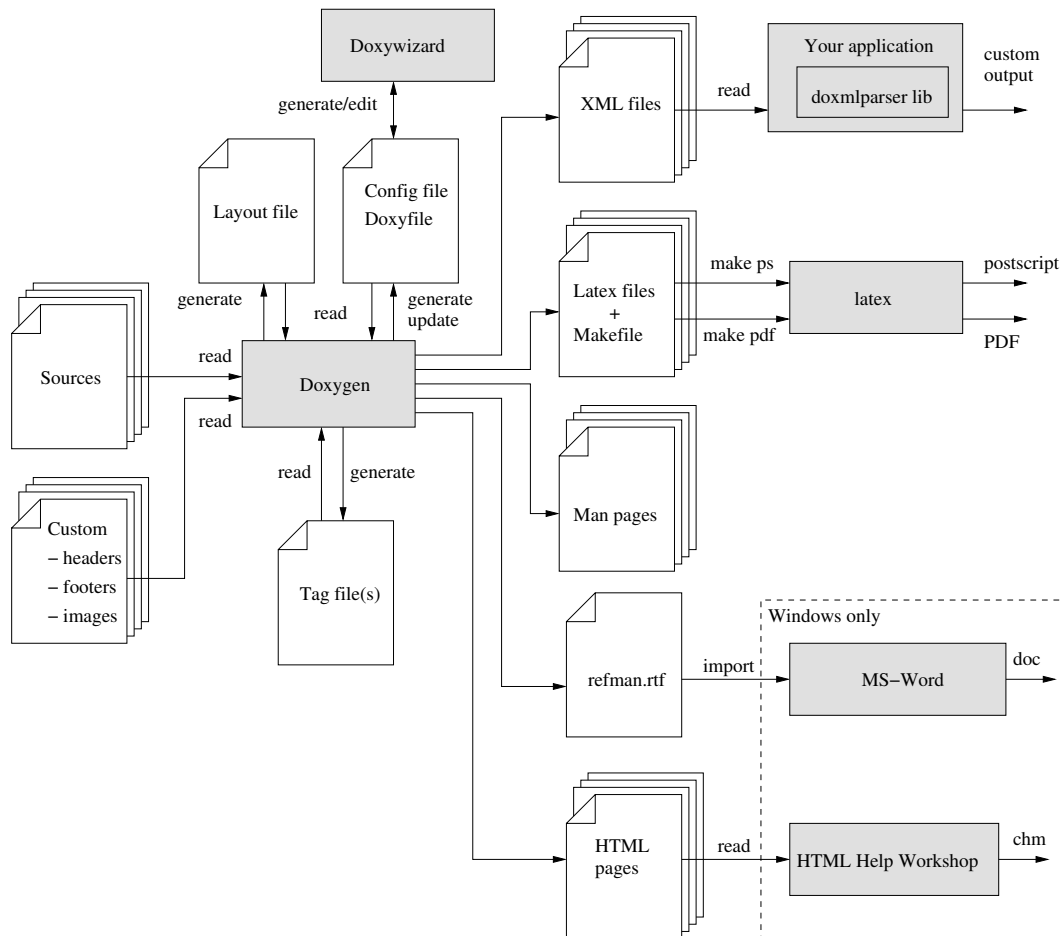 Doxywizard
Your application
doxmlparser lib
custom
output
XML files
read
generate/edit
Layout file
Config file
Doxyfile
generate
read
generate
update
make ps
make pdf
Latex files
+
Makefile
latex
postscript
PDF
Sources
read
Doxygen
read
read
generate
Custom
− headers
− footers
− images
Tag file(s)
Man pages
Windows only
refman.rtf
import
MS−Word
doc
HTML
pages
read
HTML Help Workshop
chm